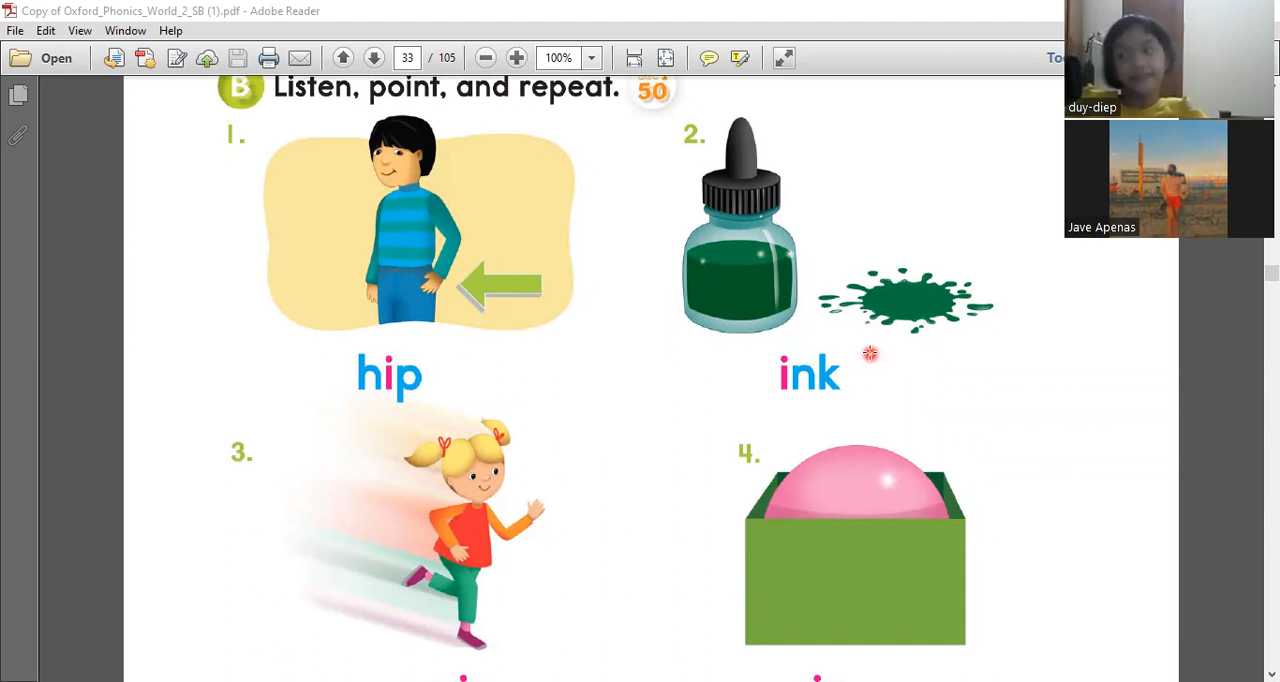 Copy of Oxford_Phonics_World_2_SB (1).pdf - Adobe Reader
File Edit View Window Help
Open 33 / 105 100%
duy-diep
Jave Apenas
B Listen, point, and repeat. 50
1. 2.
hip ink
3. 4.